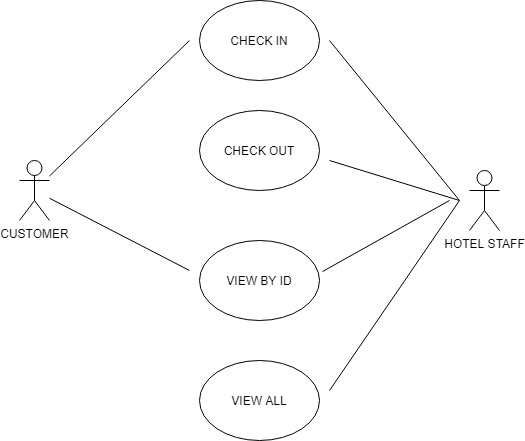 CHECK IN
CHECK OUT
CUSTOMER
HOTEL STAFF
VIEW BY ID
VIEW ALL